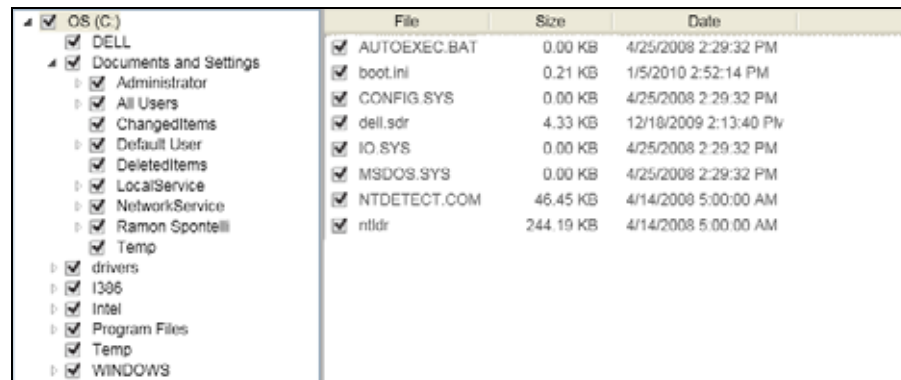 OS (C:)
DELL
Documents and Settings
Administrator
All Users
ChangedItems
Default User
DeletedItems
LocalService
NetworkService
Ramon Spontelli
Temp
drivers
I386
Intel
Program Files
Temp
WINDOWS
File Size Date
AUTOEXEC.BAT 0.00 KB 4/25/2008 2:29:32 PM
boot.ini 0.21 KB 1/5/2010 2:52:14 PM
CONFIG.SYS 0.00 KB 4/25/2008 2:29:32 PM
dell.sdr 4.33 KB 12/18/2009 2:13:40 PM
IO.SYS 0.00 KB 4/25/2008 2:29:32 PM
MSDOS.SYS 0.00 KB 4/25/2008 2:29:32 PM
NTDETECT.COM 46.45 KB 4/14/2008 5:00:00 AM
ntldr 244.19 KB 4/14/2008 5:00:00 AM